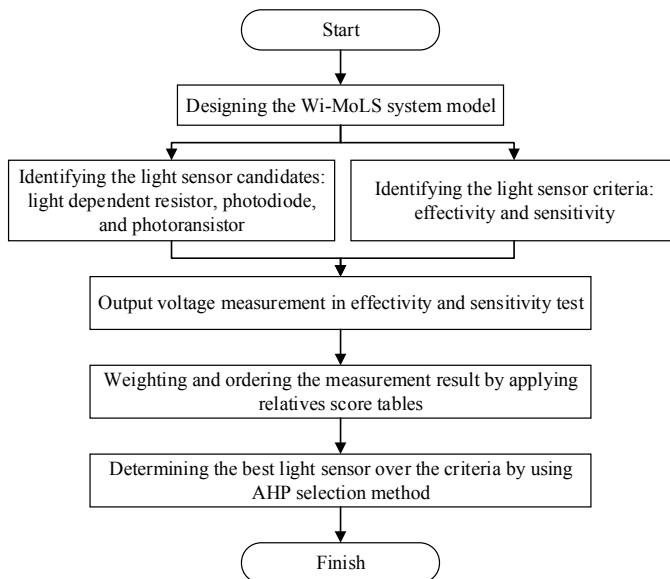 Start
Designing the Wi-MoLS system model
Identifying the light sensor candidates:
light dependent resistor, photodiode,
and photoransistor
Identifying the light sensor criteria:
effectivity and sensitivity
Output voltage measurement in effectivity and sensitivity test
Weighting and ordering the measurement result by applying
relatives score tables
Determining the best light sensor over the criteria by using
AHP selection method
Finish